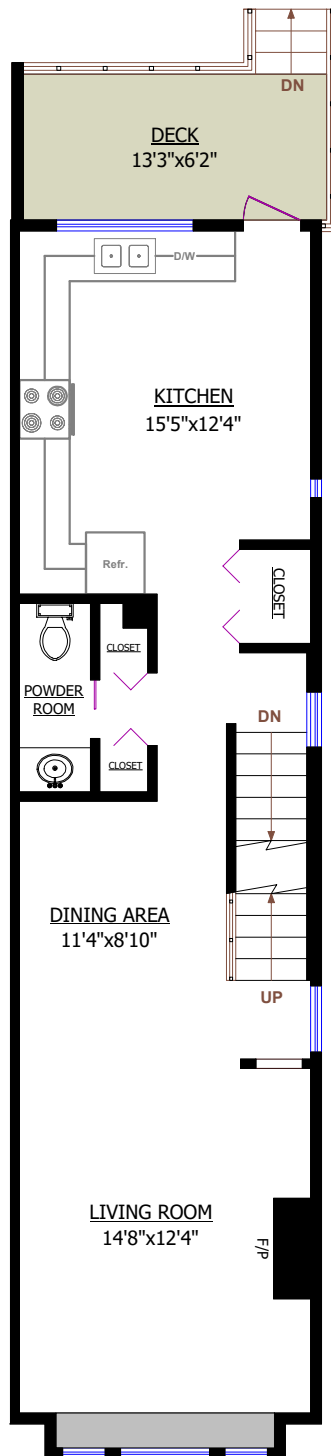 DN
DECK
13'3"x6'2"
D/W
KITCHEN
15'5"x12'4"
Refr.
CLOSET
CLOSET
POWDER
ROOM
DN
CLOSET
DINING AREA
11'4"x8'10"
UP
LIVING ROOM
14'8"x12'4"
F/P